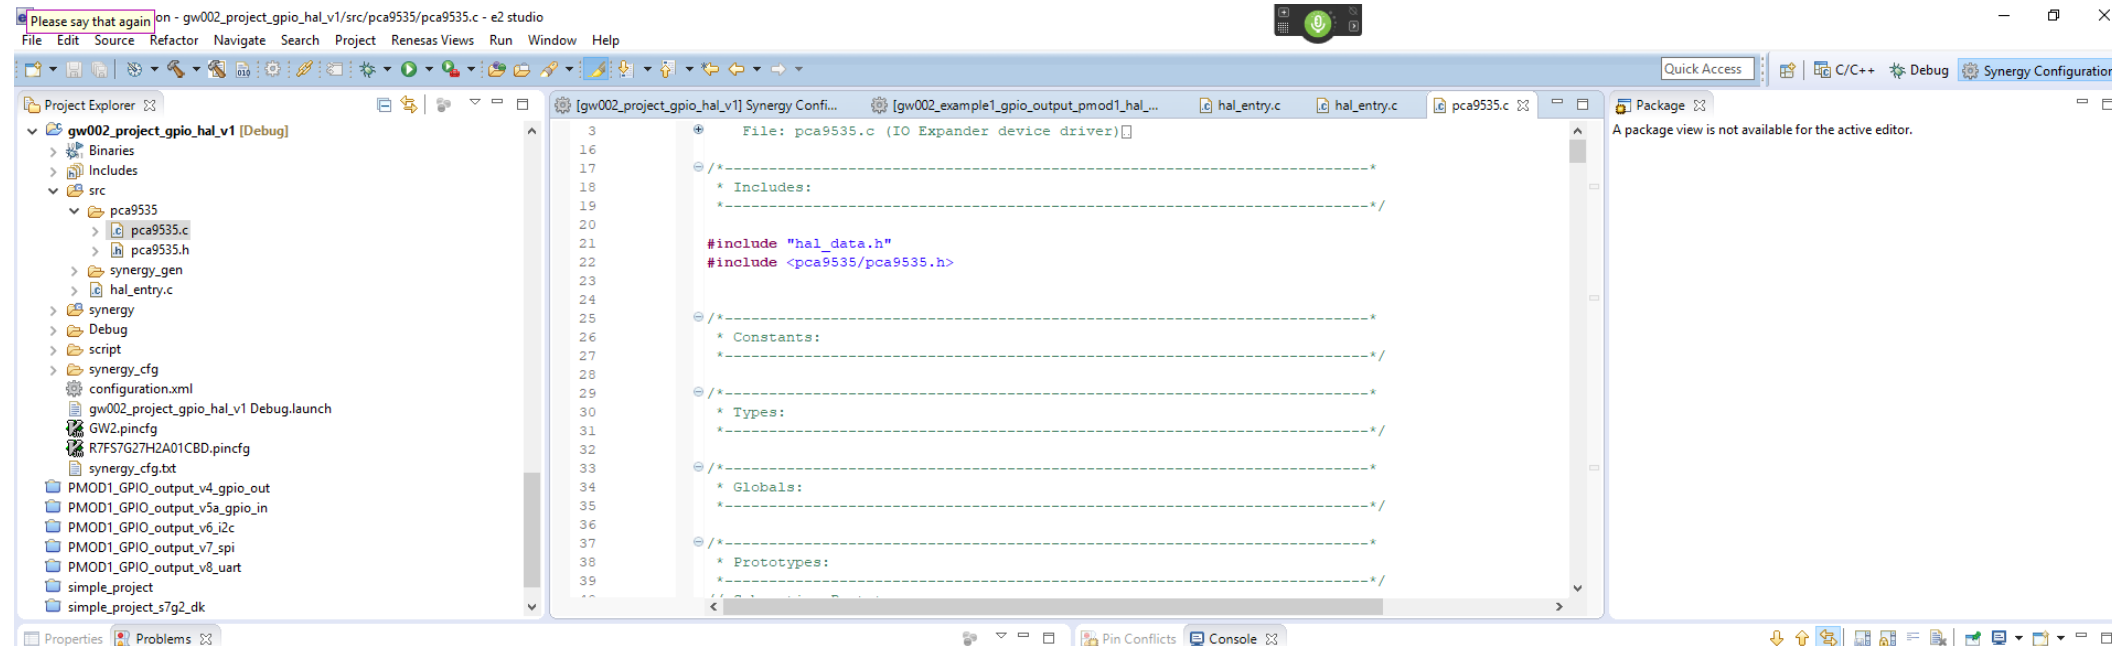 Please say that again
on - gw002_project_gpio_hal_v1/src/pca9535/pca9535.c - e2 studio
File Edit Source Refactor Navigate Search Project Renesas Views Run Window Help
Quick Access
C/C++
Debug
Synergy Configuration
Project Explorer
gw002_project_gpio_hal_v1 [Debug]
Binaries
Includes
src
pca9535
pca9535.c
pca9535.h
synergy_gen
hal_entry.c
synergy
Debug
script
synergy_cfg
configuration.xml
gw002_project_gpio_hal_v1 Debug.launch
GW2.pincfg
R7FS7G27H2A01CBD.pincfg
synergy_cfg.txt
PMOD1_GPIO_output_v4_gpio_out
PMOD1_GPIO_output_v5a_gpio_in
PMOD1_GPIO_output_v6_i2c
PMOD1_GPIO_output_v7_spi
PMOD1_GPIO_output_v8_uart
simple_project
simple_project_s7g2_dk
[gw002_project_gpio_hal_v1] Synergy Confi...
[gw002_example1_gpio_output_pmod1_hal_...
hal_entry.c
hal_entry.c
pca9535.c
3 File: pca9535.c (IO Expander device driver)
16
17 /*-------------------------------------------------------------------------*
18 * Includes:
19 *-------------------------------------------------------------------------*/
20
21 #include "hal_data.h"
22 #include <pca9535/pca9535.h>
23
24
25 /*-------------------------------------------------------------------------*
26 * Constants:
27 *-------------------------------------------------------------------------*/
28
29 /*-------------------------------------------------------------------------*
30 * Types:
31 *-------------------------------------------------------------------------*/
32
33 /*-------------------------------------------------------------------------*
34 * Globals:
35 *-------------------------------------------------------------------------*/
36
37 /*-------------------------------------------------------------------------*
38 * Prototypes:
39 *-------------------------------------------------------------------------*/
Package
A package view is not available for the active editor.
Properties
Problems
Pin Conflicts
Console